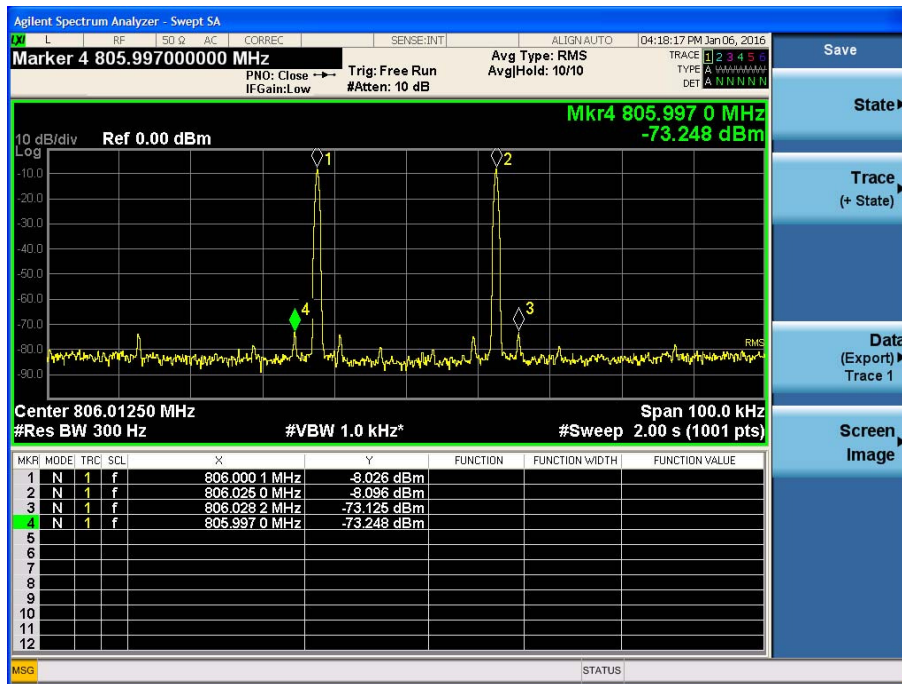 Agilent Spectrum Analyzer - Swept SA
LXI L RF 50 Ω AC CORREC SENSE:INT ALIGN AUTO 04:18:17 PM Jan 06, 2016
Marker 4 805.997000000 MHz
PNO: Close
IFGain:Low
Trig: Free Run
#Atten: 10 dB
Avg Type: RMS
Avg|Hold: 10/10
TRACE 1 2 3 4 5 6
TYPE A
DET A N N N N N
Mkr4 805.997 0 MHz
-73.248 dBm
10 dB/div Ref 0.00 dBm
Log
-10.0
-20.0
-30.0
-40.0
-50.0
-60.0
-70.0
-80.0
-90.0
1
2
3
4
RMS
Center 806.01250 MHz Span 100.0 kHz
#Res BW 300 Hz #VBW 1.0 kHz* #Sweep 2.00 s (1001 pts)
MKR MODE TRC SCL X Y FUNCTION FUNCTION WIDTH FUNCTION VALUE
1 N 1 f 806.000 1 MHz -8.026 dBm
2 N 1 f 806.025 0 MHz -8.096 dBm
3 N 1 f 806.028 2 MHz -73.125 dBm
4 N 1 f 805.997 0 MHz -73.248 dBm
5
6
7
8
9
10
11
12
MSG STATUS
Save
State
Trace
(+ State)
Data
(Export)
Trace 1
Screen
Image